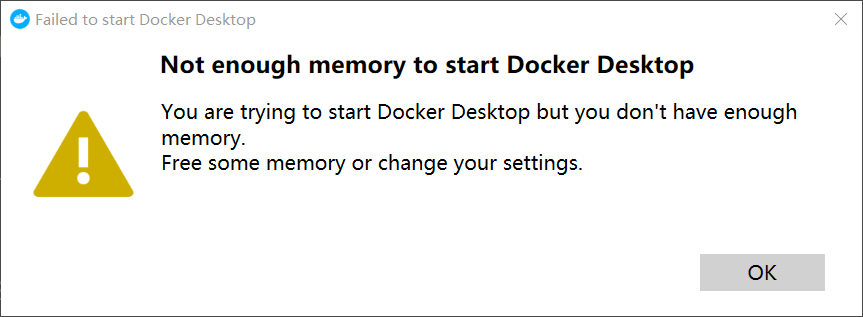 Failed to start Docker Desktop
Not enough memory to start Docker Desktop
You are trying to start Docker Desktop but you don't have enough
memory.
Free some memory or change your settings.
OK